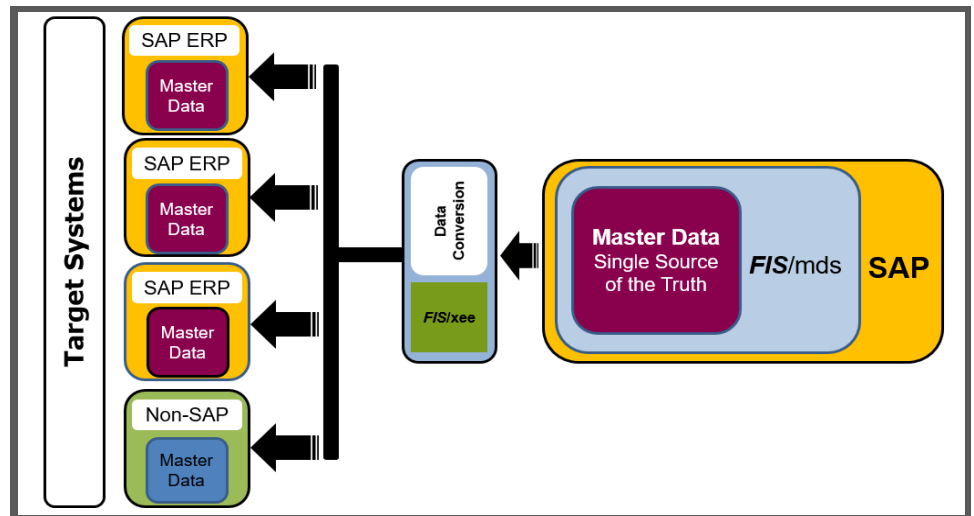 Target Systems
SAP ERP
Master
Data
SAP ERP
Master
Data
SAP ERP
Master
Data
Non-SAP
Master
Data
Data
Conversion
FIS/xee
Master Data
Single Source
of the Truth
FIS/mds
SAP